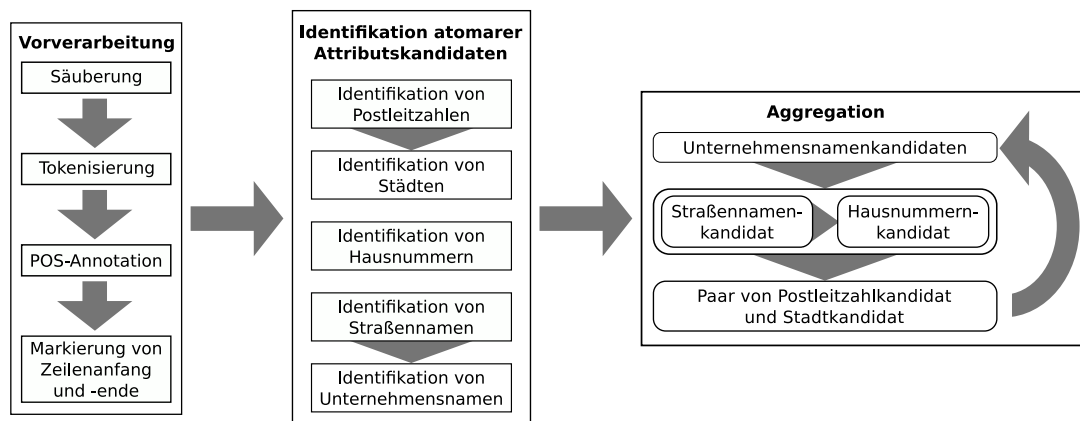 Vorverarbeitung
Säuberung
Tokenisierung
POS-Annotation
Markierung von
Zeilenanfang
und -ende
Identifikation atomarer
Attributskandidaten
Identifikation von
Postleitzahlen
Identifikation von
Städten
Identifikation von
Hausnummern
Identifikation von
Straßennamen
Identifikation von
Unternehmensnamen
Aggregation
Unternehmensnamenkandidaten
Straßennamen-
kandidat
Hausnummern-
kandidat
Paar von Postleitzahlkandidat
und Stadtkandidat